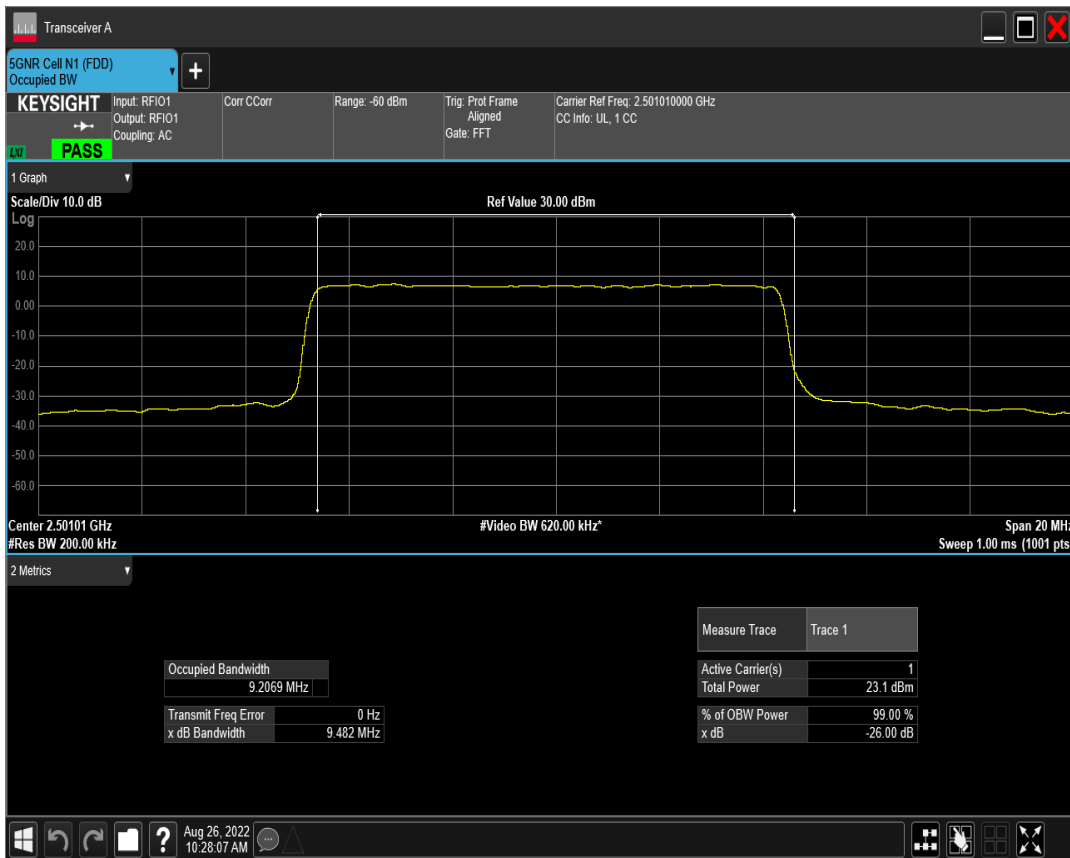 Transceiver A
5GNR Cell N1 (FDD)
Occupied BW
KEYSIGHT
LXI
PASS
Input: RFIO1
Output: RFIO1
Coupling: AC
Corr CCorr
Range: -60 dBm
Trig: Prot Frame
Aligned
Gate: FFT
Carrier Ref Freq: 2.501010000 GHz
CC Info: UL, 1 CC
1 Graph
Scale/Div 10.0 dB
Ref Value 30.00 dBm
Log
20.0
10.0
0.00
-10.0
-20.0
-30.0
-40.0
-50.0
-60.0
Center 2.50101 GHz
#Video BW 620.00 kHz*
Span 20 MHz
#Res BW 200.00 kHz
Sweep 1.00 ms (1001 pts
2 Metrics
Measure Trace Trace 1
Occupied Bandwidth
9.2069 MHz
Active Carrier(s) 1
Total Power 23.1 dBm
Transmit Freq Error 0 Hz
x dB Bandwidth 9.482 MHz
% of OBW Power 99.00 %
x dB -26.00 dB
?
Aug 26, 2022
10:28:07 AM